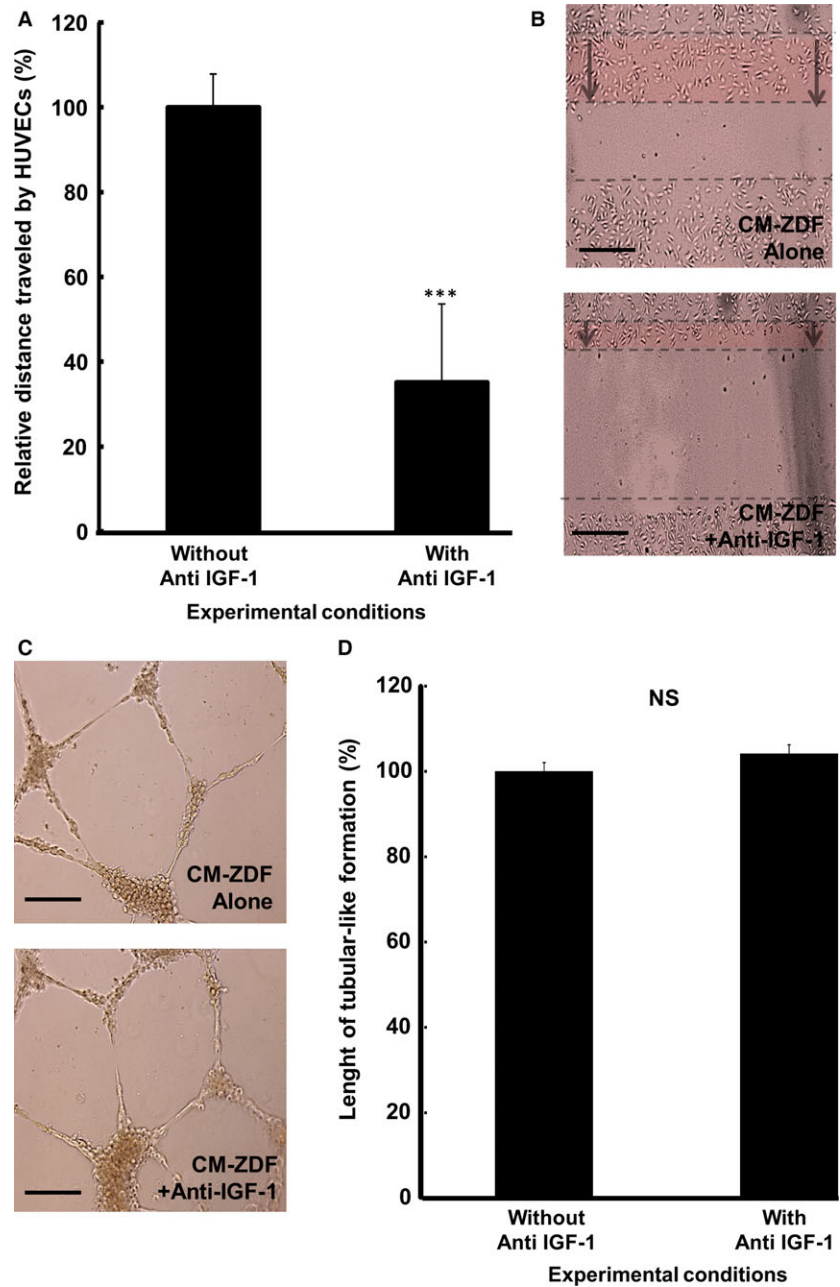 A
Relative distance traveled by HUVECs (%)
120
100
80
60
40
20
0
***
Without
Anti IGF-1
With
Anti IGF-1
Experimental conditions
B
CM-ZDF
Alone
CM-ZDF
+Anti-IGF-1
C
CM-ZDF
Alone
CM-ZDF
+Anti-IGF-1
D
Lenght of tubular-like formation (%)
120
100
80
60
40
20
0
NS
Without
Anti IGF-1
With
Anti IGF-1
Experimental conditions